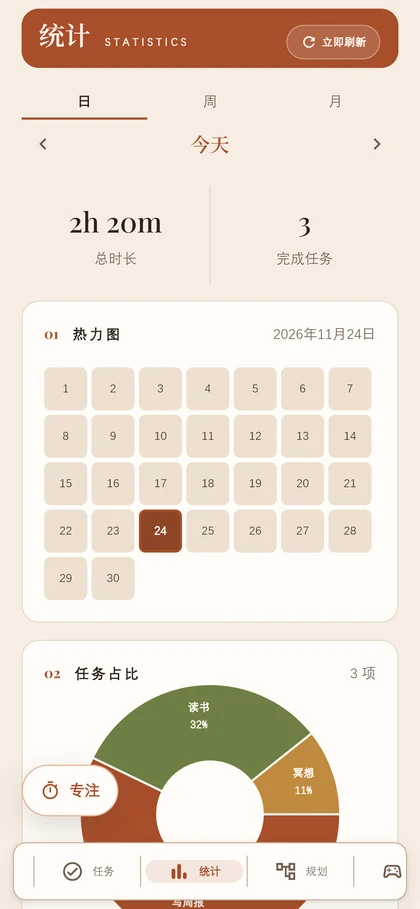 统计 STATISTICS 立即刷新
日 周 月
今天
2h 20m 3
总时长 完成任务
01 热力图 2026年11月24日
1 2 3 4 5 6 7
8 9 10 11 12 13 14
15 16 17 18 19 20 21
22 23 24 25 26 27 28
29 30
02 任务占比 3 项
读书
32%
冥想
11%
专注
任务 统计 规划
写周报